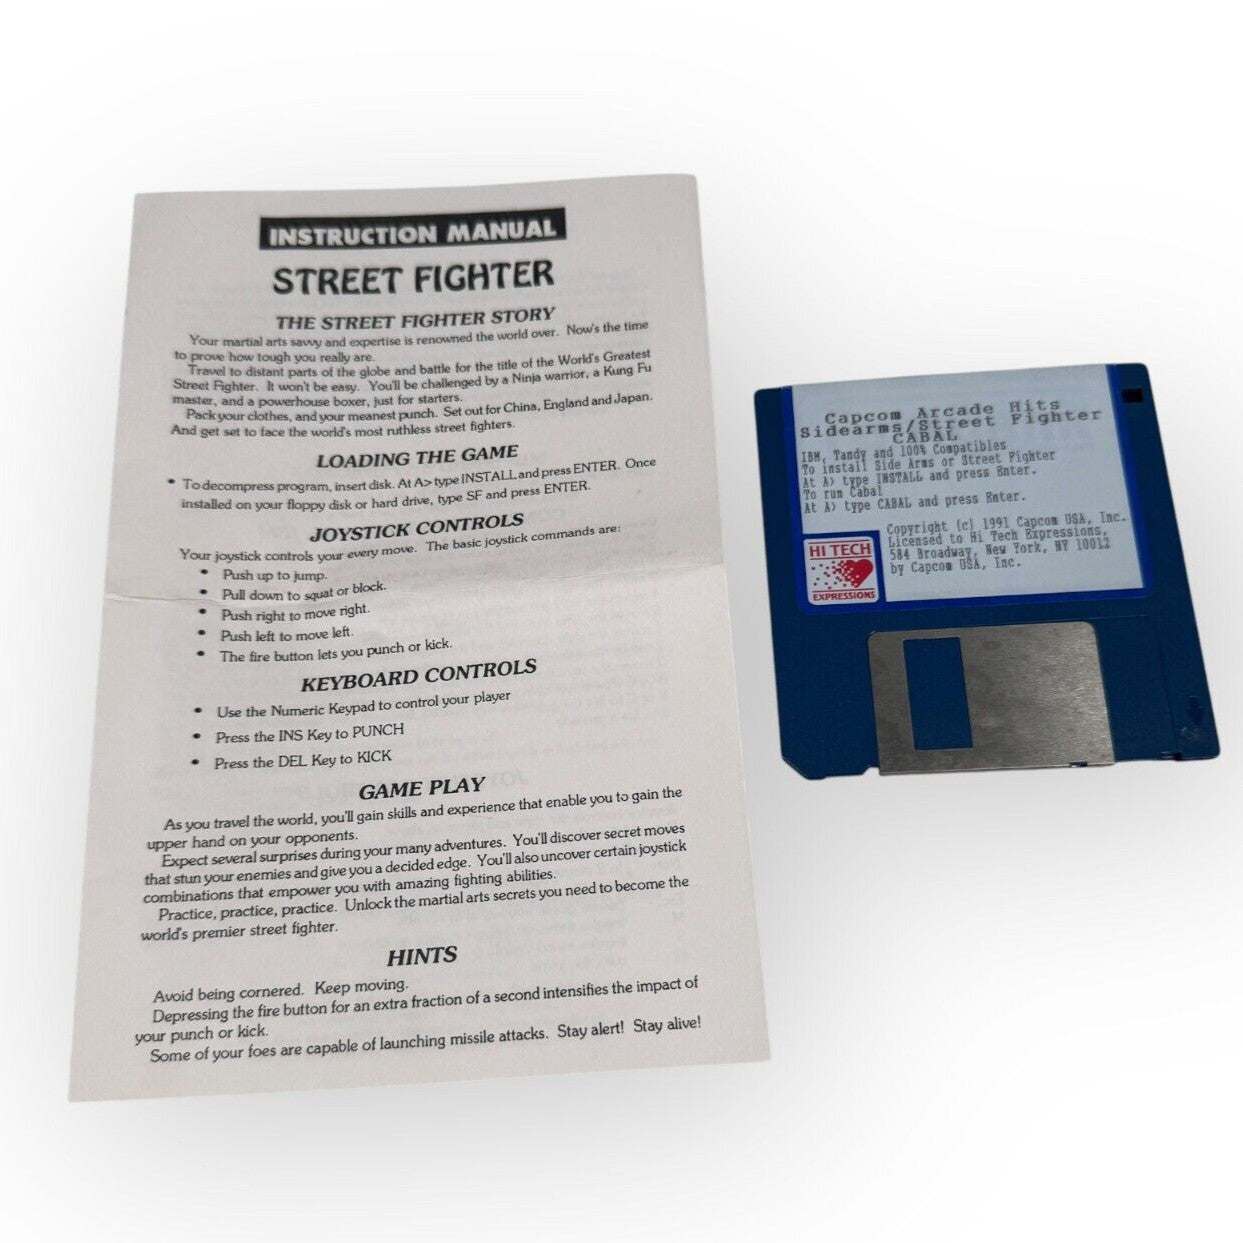 INSTRUCTION MANUAL
STREET FIGHTER
THE STREET FIGHTER STORY
Your martial arts savvy and expertise is renowned the world over. Now's the time
to prove how tough you really are.
Travel to distant parts of the globe and battle for the title of the World's Greatest
Street Fighter. It won't be easy. You'll be challenged by a Ninja warrior, a Kung Fu
master, and a powerhouse boxer, just for starters.
Pack your clothes, and your meanest punch. Set out for China, England and Japan.
And get set to face the world's most ruthless street fighters.
LOADING THE GAME
• To decompress program, insert disk. At A> type INSTALL and press ENTER. Once
installed on your floppy disk or hard drive, type SF and press ENTER.
JOYSTICK CONTROLS
Your joystick controls your every move. The basic joystick commands are:
• Push up to jump.
• Pull down to squat or block.
• Push right to move right.
• Push left to move left.
• The fire button lets you punch or kick.
KEYBOARD CONTROLS
• Use the Numeric Keypad to control your player
• Press the INS Key to PUNCH
• Press the DEL Key to KICK
GAME PLAY
As you travel the world, you'll gain skills and experience that enable you to gain the
upper hand on your opponents.
Expect several surprises during your many adventures. You'll discover secret moves
that stun your enemies and give you a decided edge. You'll also uncover certain joystick
combinations that empower you with amazing fighting abilities.
Practice, practice, practice. Unlock the martial arts secrets you need to become the
world's premier street fighter.
HINTS
Avoid being cornered. Keep moving.
Depressing the fire button for an extra fraction of a second intensifies the impact of
your punch or kick.
Some of your foes are capable of launching missile attacks. Stay alert! Stay alive!
Capcom Arcade Hits
Sidearms/Street Fighter
CABAL
IBM, Tandy and 100% Compatibles
To install Side Arms or Street Fighter
At A> type INSTALL and press Enter.
To run Cabal
At A> type CABAL and press Enter.
Copyright (c) 1991 Capcom USA, Inc.
Licensed to Hi Tech Expressions,
584 Broadway, New York, NY 10012
by Capcom USA, Inc.
HI TECH
EXPRESSIONS